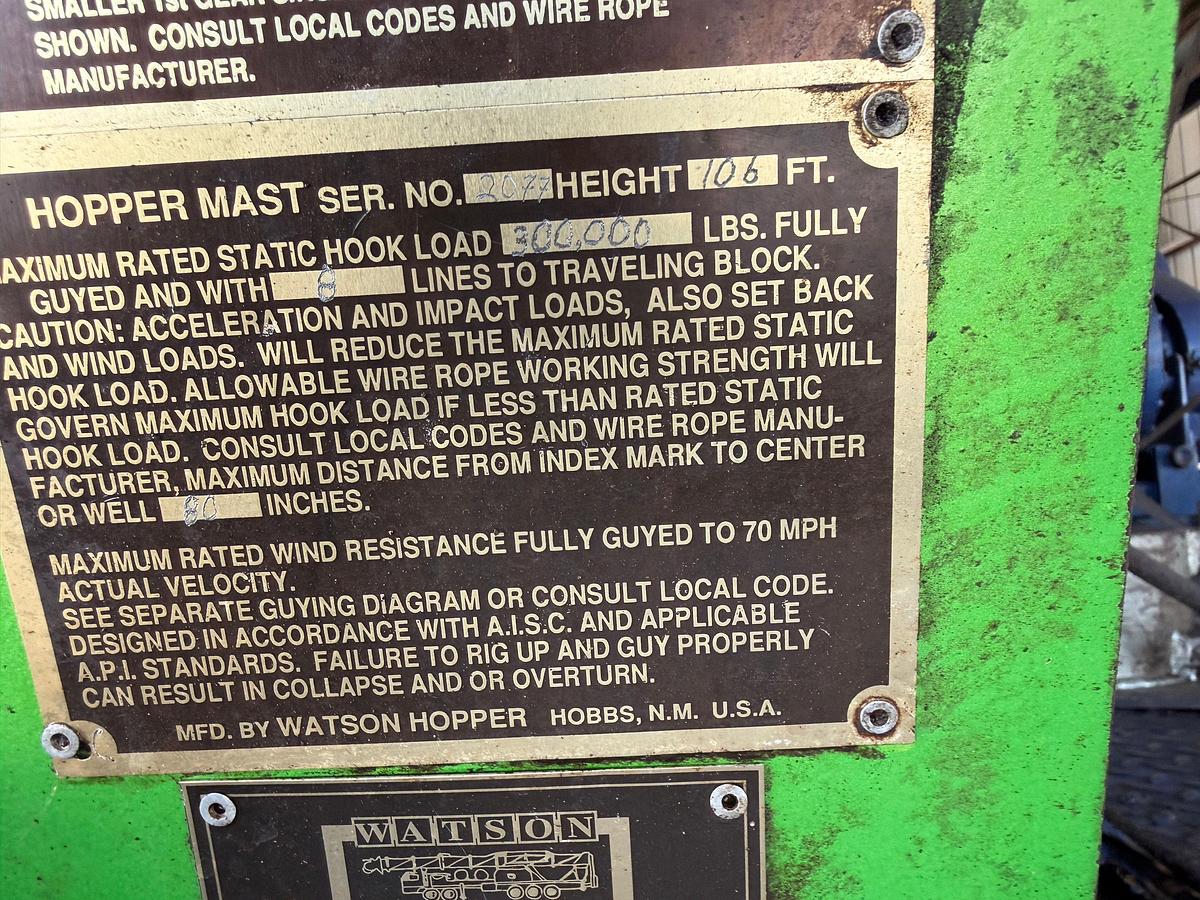 SMALLER 1st GEAR
SHOWN. CONSULT LOCAL CODES AND WIRE ROPE
MANUFACTURER.
HOPPER MAST SER. NO. 2077 HEIGHT 106 FT.
AXIMUM RATED STATIC HOOK LOAD 300,000 LBS. FULLY
GUYED AND WITH 8 LINES TO TRAVELING BLOCK.
CAUTION: ACCELERATION AND IMPACT LOADS, ALSO SET BACK
AND WIND LOADS. WILL REDUCE THE MAXIMUM RATED STATIC
HOOK LOAD. ALLOWABLE WIRE ROPE WORKING STRENGTH WILL
GOVERN MAXIMUM HOOK LOAD IF LESS THAN RATED STATIC
HOOK LOAD. CONSULT LOCAL CODES AND WIRE ROPE MANU-
FACTURER, MAXIMUM DISTANCE FROM INDEX MARK TO CENTER
OR WELL 80 INCHES.
MAXIMUM RATED WIND RESISTANCE FULLY GUYED TO 70 MPH
ACTUAL VELOCITY.
SEE SEPARATE GUYING DIAGRAM OR CONSULT LOCAL CODE.
DESIGNED IN ACCORDANCE WITH A.I.S.C. AND APPLICABLE
A.P.I. STANDARDS. FAILURE TO RIG UP AND GUY PROPERLY
CAN RESULT IN COLLAPSE AND OR OVERTURN.
MFD. BY WATSON HOPPER HOBBS, N.M. U.S.A.
WATSON